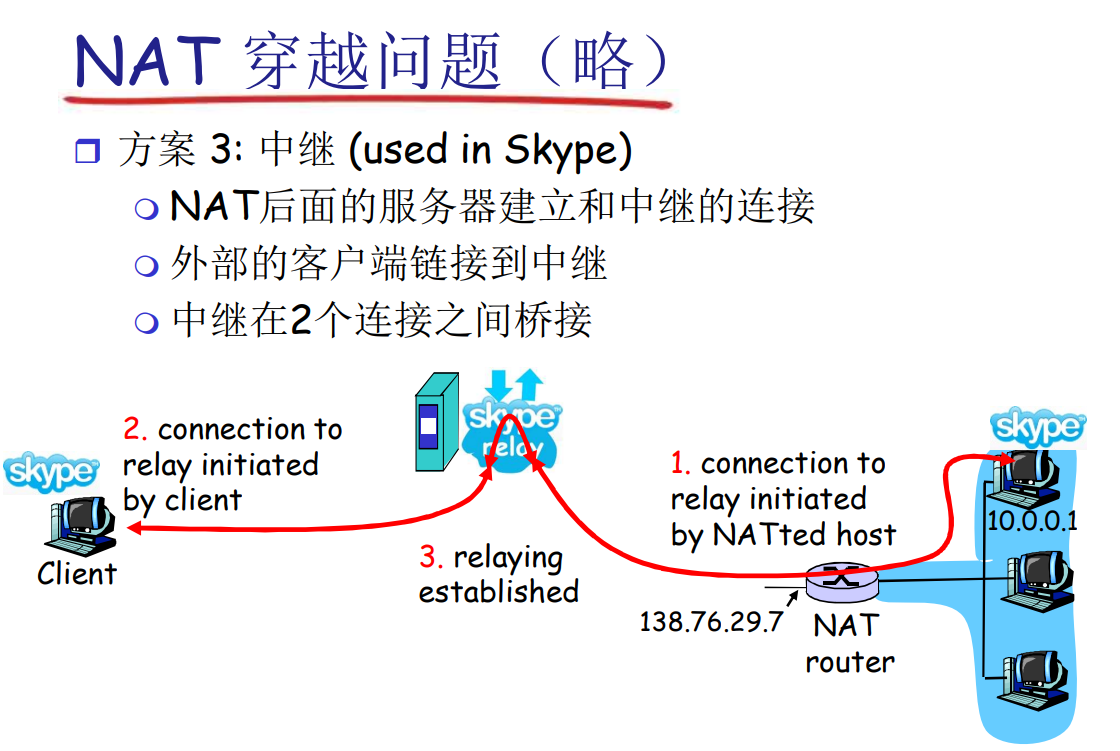 NAT 穿越问题（略）
方案 3: 中继 (used in Skype)
NAT后面的服务器建立和中继的连接
外部的客户端链接到中继
中继在2个连接之间桥接
skype
relay
skype
2. connection to
relay initiated
by client
Client
3. relaying
established
1. connection to
relay initiated
by NATted host
skype
10.0.0.1
138.76.29.7
NAT
router